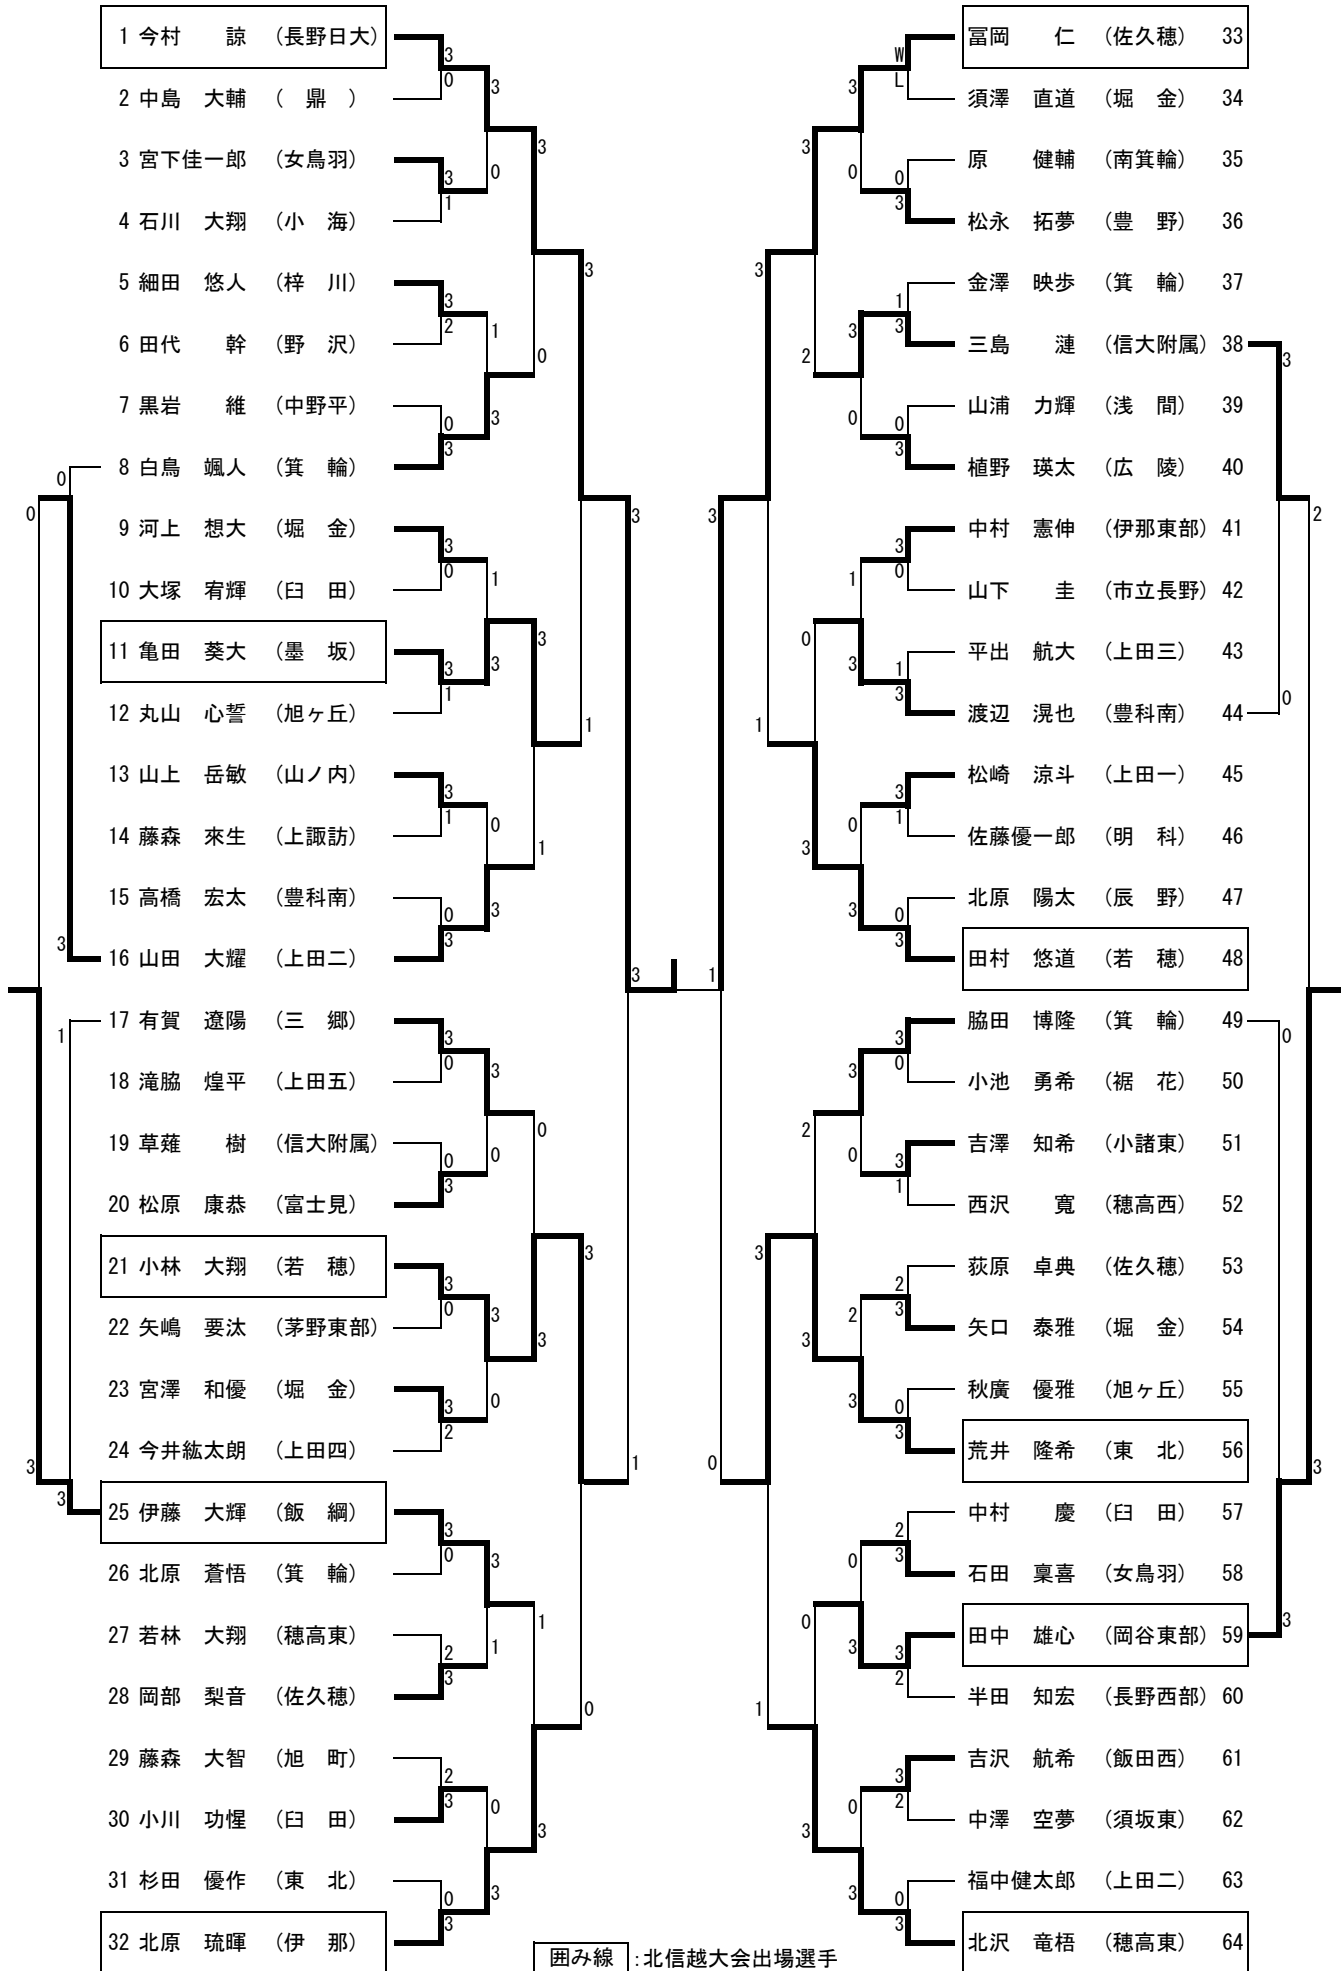 1 今村　　諒　（長野日大）
2 中島　大輔　（　鼎　）
3 宮下佳一郎　（女鳥羽）
4 石川　大翔　（小　海）
5 細田　悠人　（梓　川）
6 田代　　幹　（野　沢）
7 黒岩　　維　（中野平）
8 白鳥　颯人　（箕　輪）
9 河上　想大　（堀　金）
10 大塚　宥輝　（臼　田）
11 亀田　葵大　（墨　坂）
12 丸山　心誓　（旭ヶ丘）
13 山上　岳敏　（山ノ内）
14 藤森　來生　（上諏訪）
15 高橋　宏太　（豊科南）
16 山田　大耀　（上田二）
17 有賀　遼陽　（三　郷）
18 滝脇　煌平　（上田五）
19 草薙　　樹　（信大附属）
20 松原　康恭　（富士見）
21 小林　大翔　（若　穂）
22 矢嶋　要汰　（茅野東部）
23 宮澤　和優　（堀　金）
24 今井紘太朗　（上田四）
25 伊藤　大輝　（飯　綱）
26 北原　蒼悟　（箕　輪）
27 若林　大翔　（穂高東）
28 岡部　梨音　（佐久穂）
29 藤森　大智　（旭　町）
30 小川　功惺　（臼　田）
31 杉田　優作　（東　北）
32 北原　琉暉　（伊　那）
冨岡　　仁　（佐久穂）　33
須澤　直道　（堀　金）　34
原　　健輔　（南箕輪）　35
松永　拓夢　（豊　野）　36
金澤　映歩　（箕　輪）　37
三島　　漣　（信大附属）38
山浦　力輝　（浅　間）　39
植野　瑛太　（広　陵）　40
中村　憲伸　（伊那東部）41
山下　　圭　（市立長野）42
平出　航大　（上田三）　43
渡辺　滉也　（豊科南）　44
松崎　涼斗　（上田一）　45
佐藤優一郎　（明　科）　46
北原　陽太　（辰　野）　47
田村　悠道　（若　穂）　48
脇田　博隆　（箕　輪）　49
小池　勇希　（裾　花）　50
吉澤　知希　（小諸東）　51
西沢　　寛　（穂高西）　52
荻原　卓典　（佐久穂）　53
矢口　泰雅　（堀　金）　54
秋廣　優雅　（旭ヶ丘）　55
荒井　隆希　（東　北）　56
中村　　慶　（臼　田）　57
石田　稟喜　（女鳥羽）　58
田中　雄心　（岡谷東部）59
半田　知宏　（長野西部）60
吉沢　航希　（飯田西）　61
中澤　空夢　（須坂東）　62
福中健太郎　（上田二）　63
北沢　竜梧　（穂高東）　64
囲み線：北信越大会出場選手